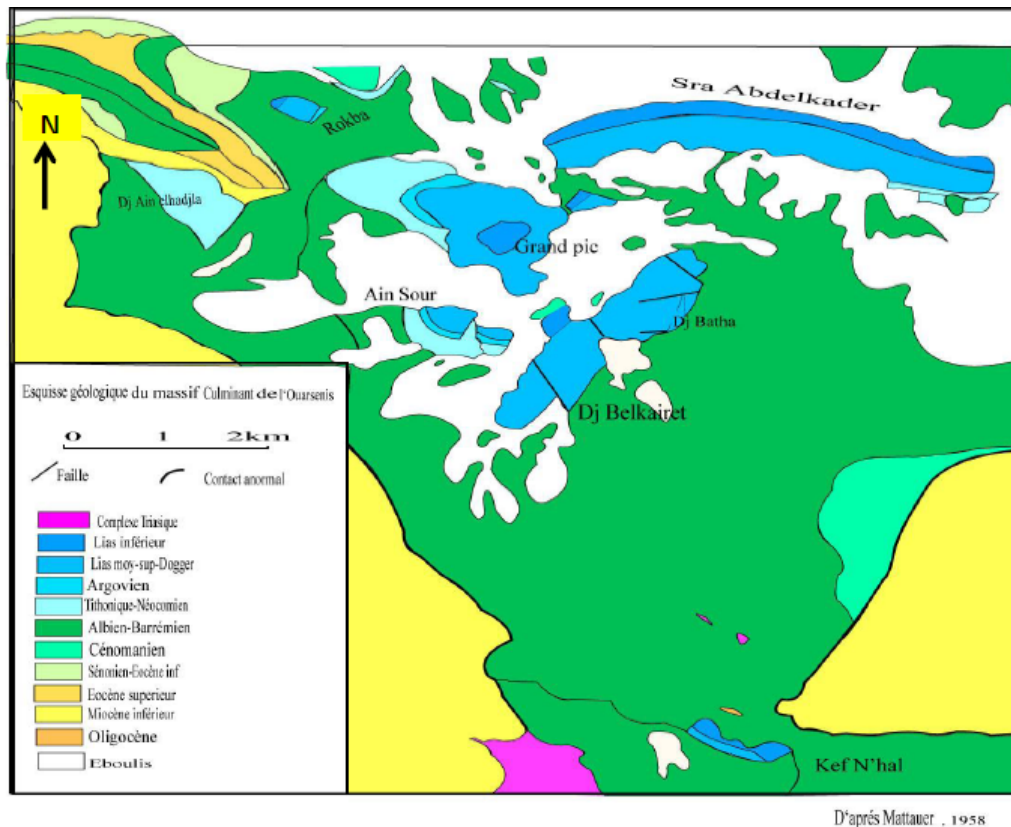 Sra Abdelkader
N
Rokba
Dj Ain elhadjla
Grand pic
Ain Sour
Dj Batha
Dj Belkairet
Esquisse géologique du massif Culminant de l'Ouarsenis
0 1 2km
Faille
Contact anormal
Complexe Triasique
Lias inférieur
Lias moy-sup-Dogger
Argovien
Tithonique-Néocomien
Albien-Barrémien
Cénomanien
Sénonien-Eocène inf
Eocène superieur
Miocène inférieur
Oligocène
Eboulis
Kef N'hal
D'aprés Mattauer . 1958